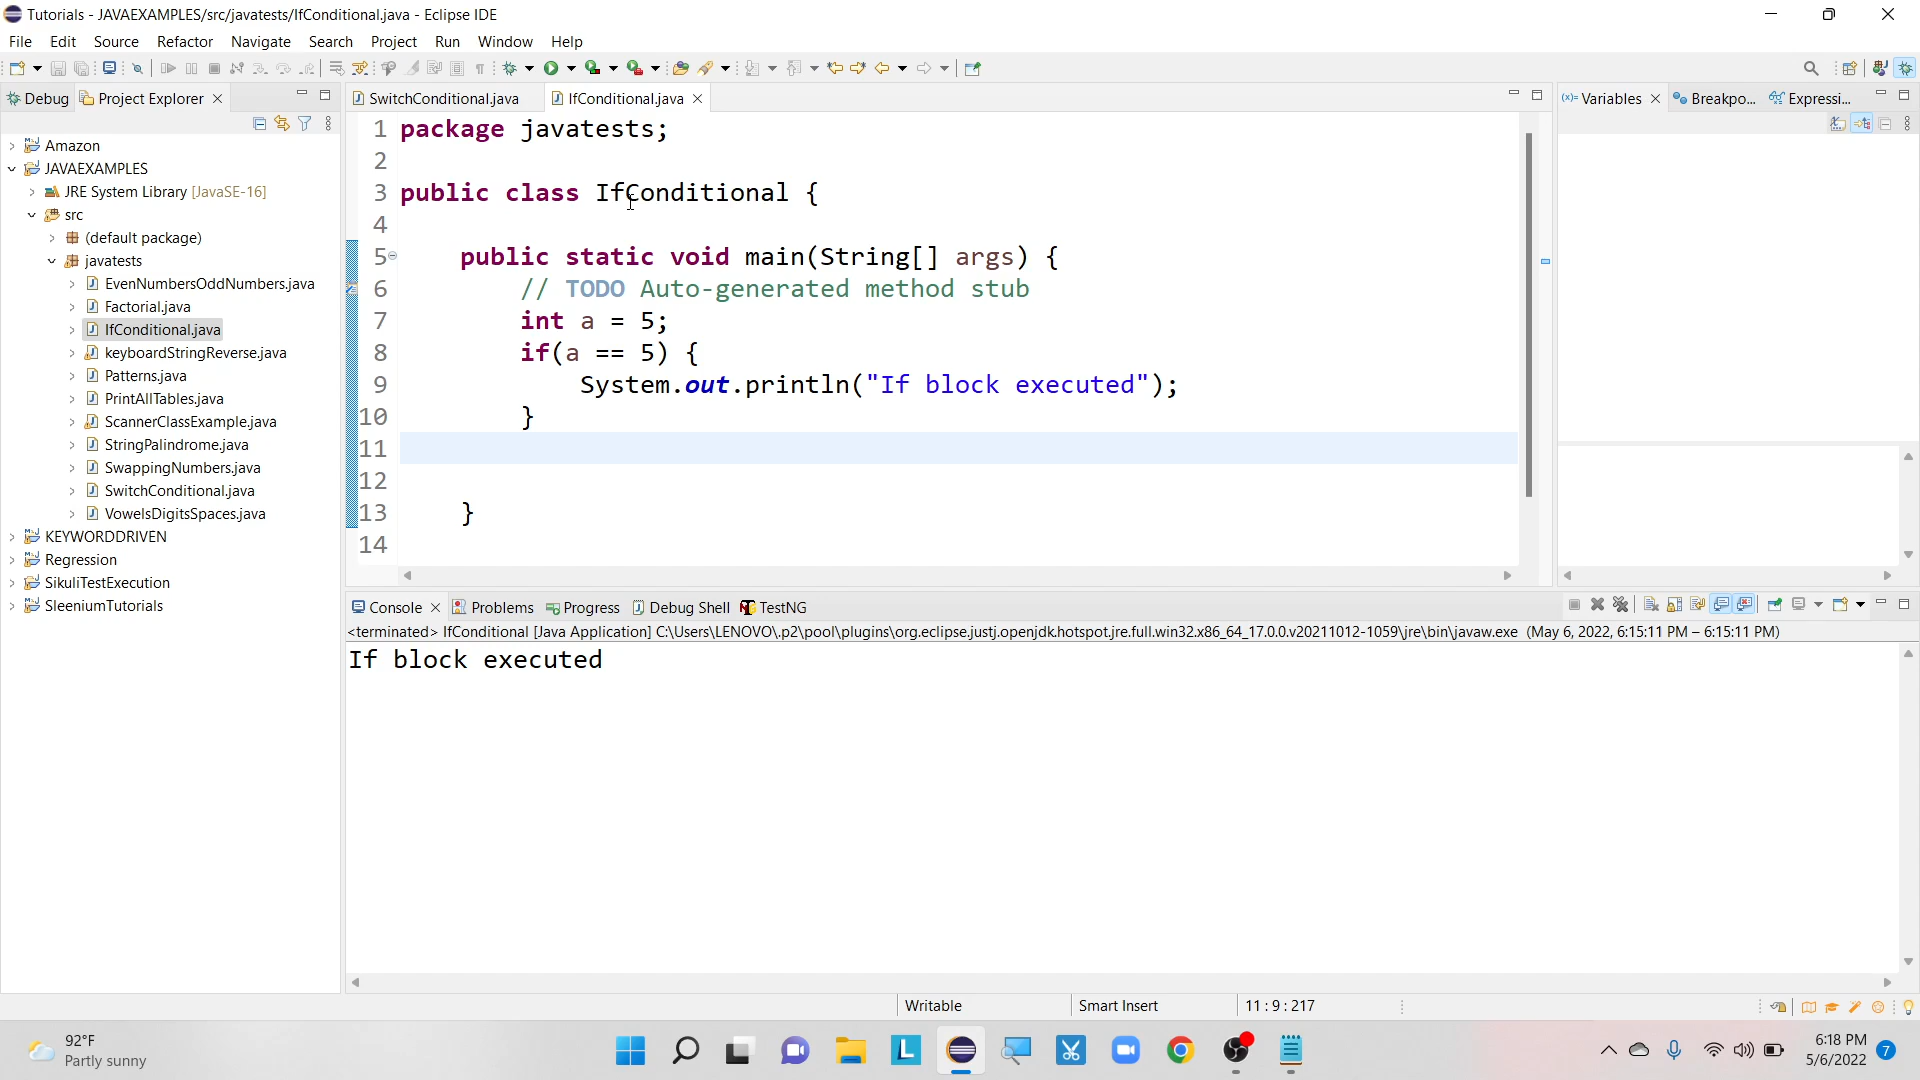 Tutorials - JAVAEXAMPLES/src/javatests/IfConditional.java - Eclipse IDE
File Edit Source Refactor Navigate Search Project Run Window Help
Debug Project Explorer
SwitchConditional.java IfConditional.java
Variables Breakpo... Expressi...
Amazon
JAVAEXAMPLES
JRE System Library [JavaSE-16]
src
(default package)
javatests
EvenNumbersOddNumbers.java
Factorial.java
IfConditional.java
keyboardStringReverse.java
Patterns.java
PrintAllTables.java
ScannerClassExample.java
StringPalindrome.java
SwappingNumbers.java
SwitchConditional.java
VowelsDigitsSpaces.java
KEYWORDDRIVEN
Regression
SikuliTestExecution
SleeniumTutorials
1 package javatests;
2
3 public class IfConditional {
4
5 public static void main(String[] args) {
6 // TODO Auto-generated method stub
7 int a = 5;
8 if(a == 5) {
9 System.out.println("If block executed");
10 }
11
12
13 }
14
Console Problems Progress Debug Shell TestNG
<terminated> IfConditional [Java Application] C:\Users\LENOVO\.p2\pool\plugins\org.eclipse.justj.openjdk.hotspot.jre.full.win32.x86_64_17.0.0.v20211012-1059\jre\bin\javaw.exe (May 6, 2022, 6:15:11 PM – 6:15:11 PM)
If block executed
Writable Smart Insert 11 : 9 : 217
92°F
Partly sunny
6:18 PM
5/6/2022 7